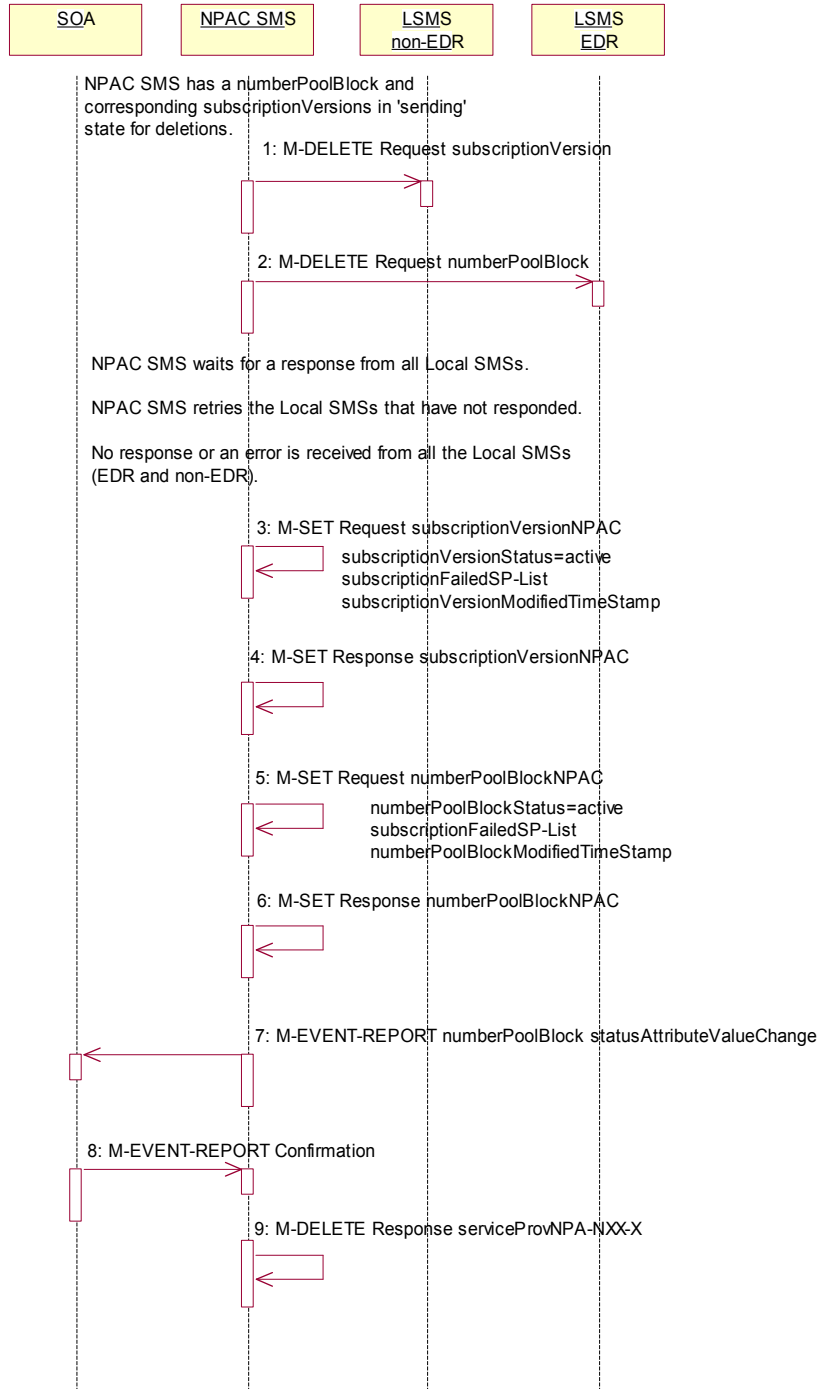 SOA
NPAC SMS
LSMS
non-EDR
LSMS
EDR
NPAC SMS has a numberPoolBlock and
corresponding subscriptionVersions in 'sending'
state for deletions.
1: M-DELETE Request subscriptionVersion
2: M-DELETE Request numberPoolBlock
NPAC SMS waits for a response from all Local SMSs.
NPAC SMS retries the Local SMSs that have not responded.
No response or an error is received from all the Local SMSs
(EDR and non-EDR).
3: M-SET Request subscriptionVersionNPAC
subscriptionVersionStatus=active
subscriptionFailedSP-List
subscriptionVersionModifiedTimeStamp
4: M-SET Response subscriptionVersionNPAC
5: M-SET Request numberPoolBlockNPAC
numberPoolBlockStatus=active
subscriptionFailedSP-List
numberPoolBlockModifiedTimeStamp
6: M-SET Response numberPoolBlockNPAC
7: M-EVENT-REPORT numberPoolBlock statusAttributeValueChange
8: M-EVENT-REPORT Confirmation
9: M-DELETE Response serviceProvNPA-NXX-X